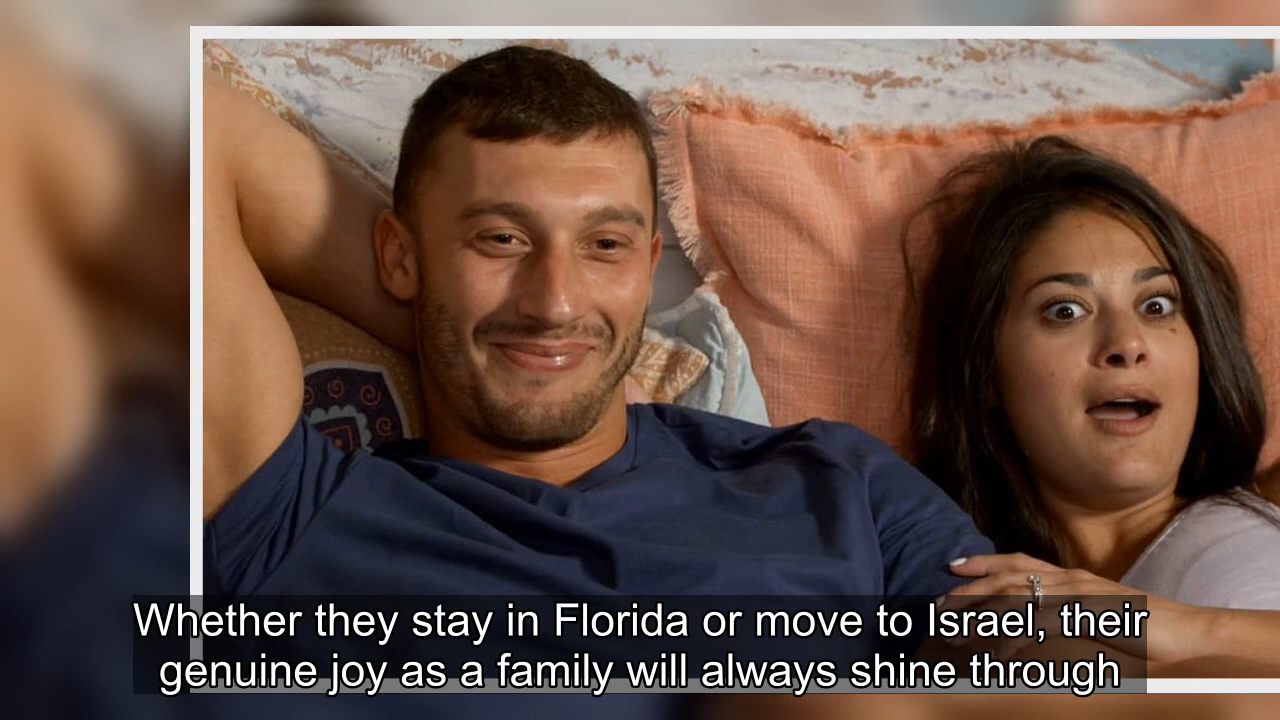 Whether they stay in Florida or move to Israel, their
genuine joy as a family will always shine through